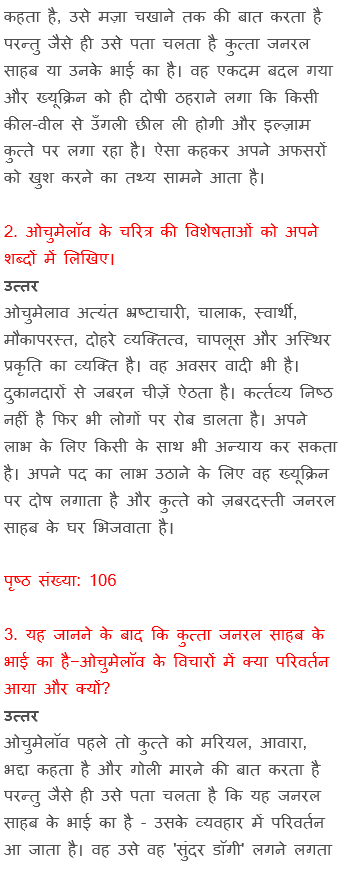 कहता है, उसे मज़ा चखाने तक की बात करता है
परन्तु जैसे ही उसे पता चलता है कुत्ता जनरल
साहब या उनके भाई का है। वह एकदम बदल गया
और ख्यूक्रिन को ही दोषी ठहराने लगा कि किसी
कील-वील से उँगली छील ली होगी और इल्ज़ाम
कुत्ते पर लगा रहा है। ऐसा कहकर अपने अफसरों
को खुश करने का तथ्य सामने आता है।
2. ओचुमेलॉव के चरित्र की विशेषताओं को अपने
शब्दों में लिखिए।
उत्तर
ओचुमेलाव अत्यंत भ्रष्टाचारी, चालाक, स्वार्थी,
मौकापरस्त, दोहरे व्यक्तित्व, चापलूस और अस्थिर
प्रकृति का व्यक्ति है। वह अवसर वादी भी है।
दुकानदारों से जबरन चीज़ें ऐठता है। कर्त्तव्य निष्ठ
नहीं है फिर भी लोगों पर रोब डालता है। अपने
लाभ के लिए किसी के साथ भी अन्याय कर सकता
है। अपने पद का लाभ उठाने के लिए वह ख्यूक्रिन
पर दोष लगाता है और कुत्ते को ज़बरदस्ती जनरल
साहब के घर भिजवाता है।
पृष्ठ संख्या: 106
3. यह जानने के बाद कि कुत्ता जनरल साहब के
भाई का है−ओचुमेलॉव के विचारों में क्या परिवर्तन
आया और क्यों?
उत्तर
ओचुमेलॉव पहले तो कुत्ते को मरियल, आवारा,
भद्दा कहता है और गोली मारने की बात करता है
परन्तु जैसे ही उसे पता चलता है कि यह जनरल
साहब के भाई का है - उसके व्यवहार में परिवर्तन
आ जाता है। वह उसे वह 'सुंदर डॉगी' लगने लगता